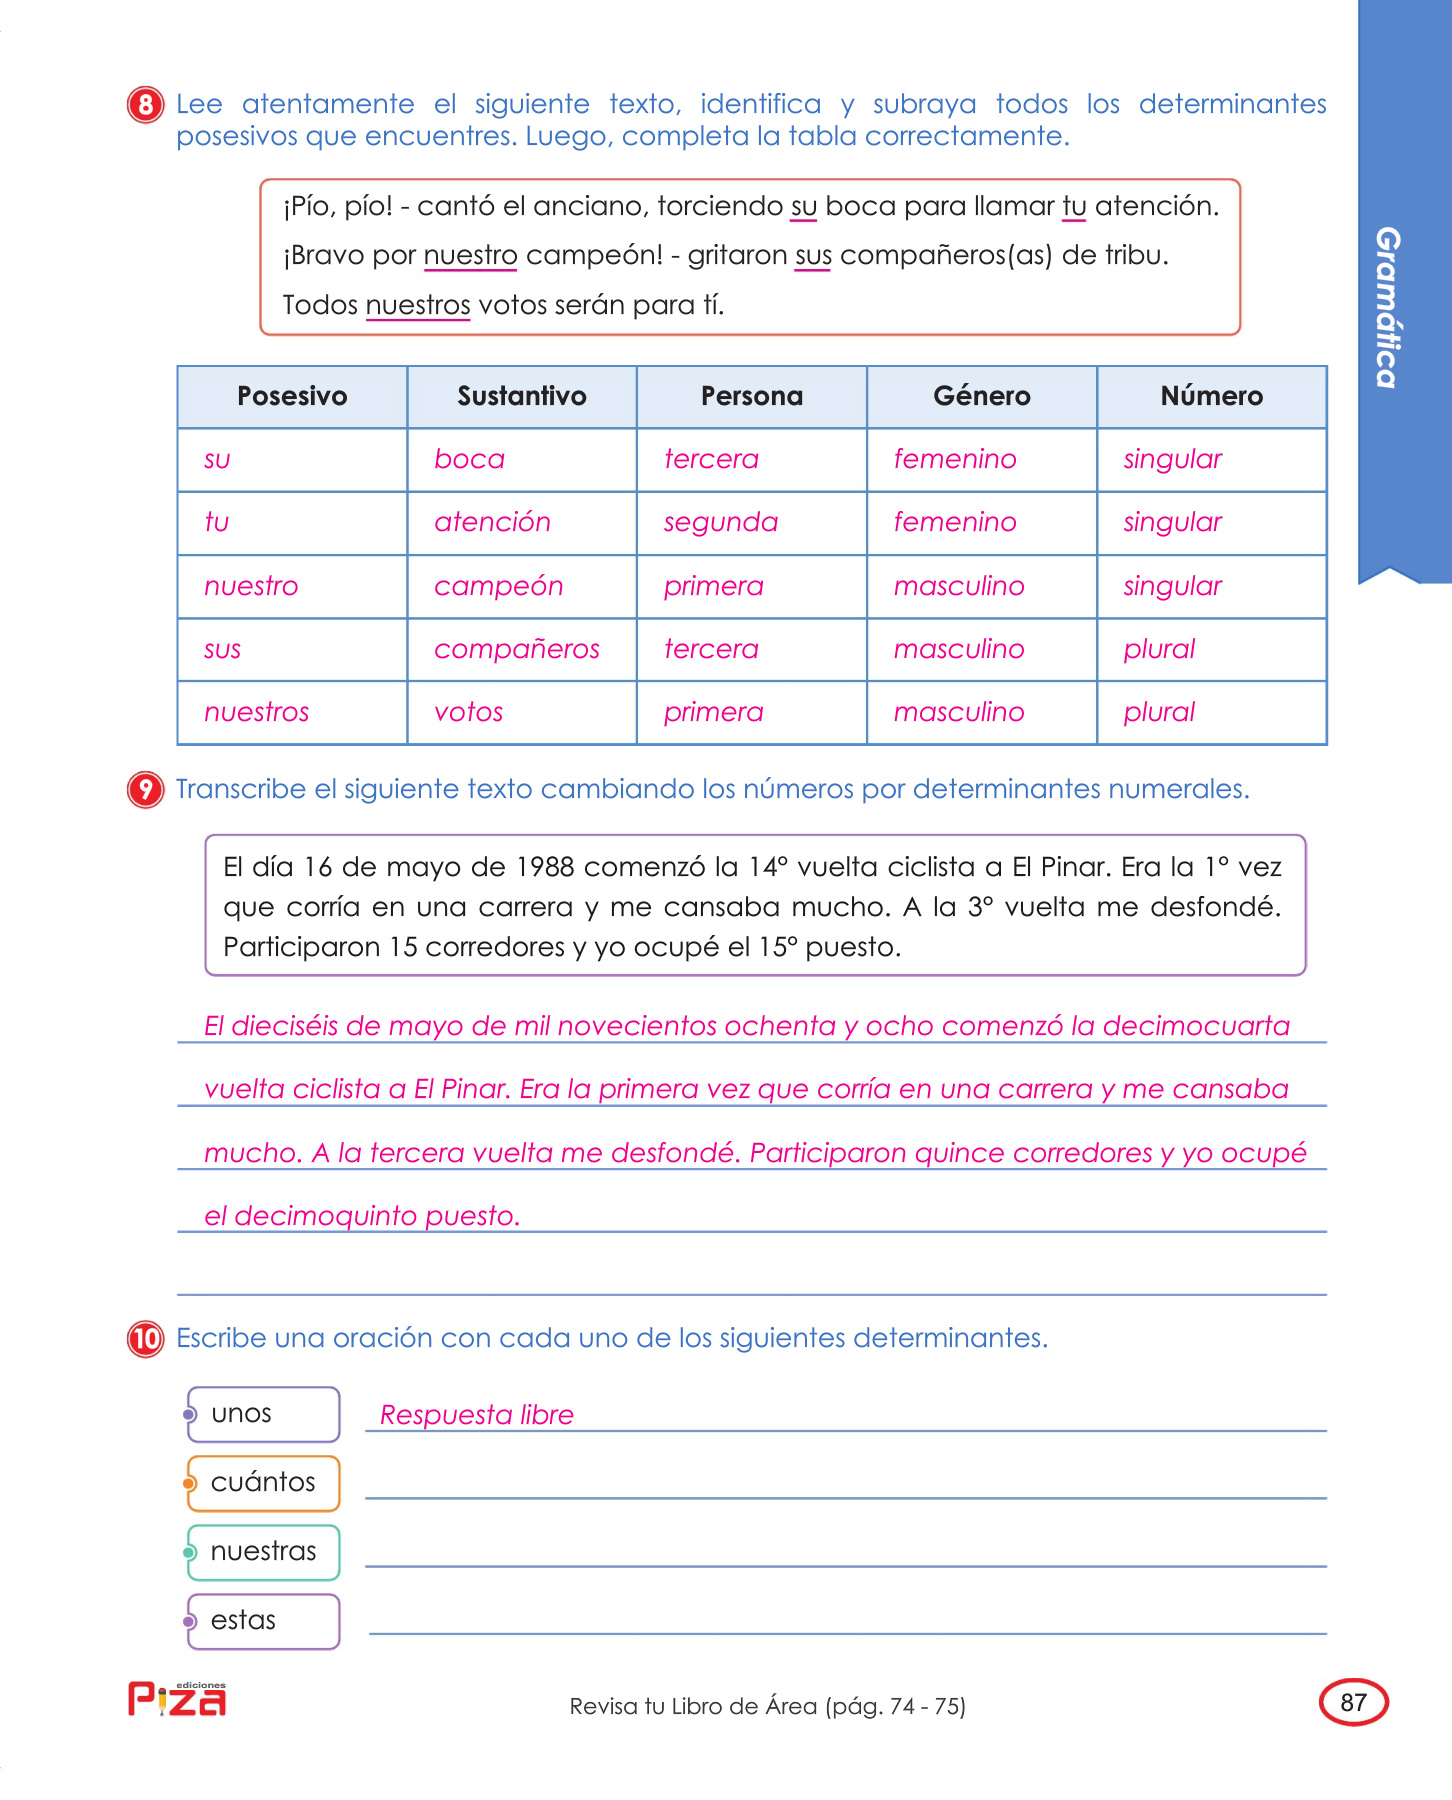 8 Lee atentamente el siguiente texto, identifica y subraya todos los determinantes
posesivos que encuentres. Luego, completa la tabla correctamente.
¡Pío, pío! - cantó el anciano, torciendo su boca para llamar tu atención.
¡Bravo por nuestro campeón! - gritaron sus compañeros(as) de tribu.
Todos nuestros votos serán para tí.
Gramática
Posesivo Sustantivo Persona Género Número
su boca tercera femenino singular
tu atención segunda femenino singular
nuestro campeón primera masculino singular
sus compañeros tercera masculino plural
nuestros votos primera masculino plural
9 Transcribe el siguiente texto cambiando los números por determinantes numerales.
El día 16 de mayo de 1988 comenzó la 14° vuelta ciclista a El Pinar. Era la 1° vez
que corría en una carrera y me cansaba mucho. A la 3° vuelta me desfondé.
Participaron 15 corredores y yo ocupé el 15° puesto.
El dieciséis de mayo de mil novecientos ochenta y ocho comenzó la decimocuarta
vuelta ciclista a El Pinar. Era la primera vez que corría en una carrera y me cansaba
mucho. A la tercera vuelta me desfondé. Participaron quince corredores y yo ocupé
el decimoquinto puesto.
10 Escribe una oración con cada uno de los siguientes determinantes.
unos Respuesta libre
cuántos
nuestras
estas
ediciones
Piza
Revisa tu Libro de Área (pág. 74 - 75)
87